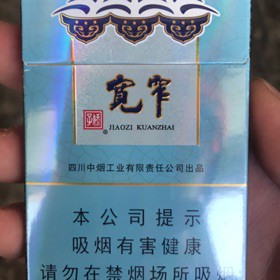 宽窄
娇子
JIAOZI KUANZHAI
四川中烟工业有限责任公司出品
本公司提示
吸烟有害健康
请勿在禁烟场所吸烟